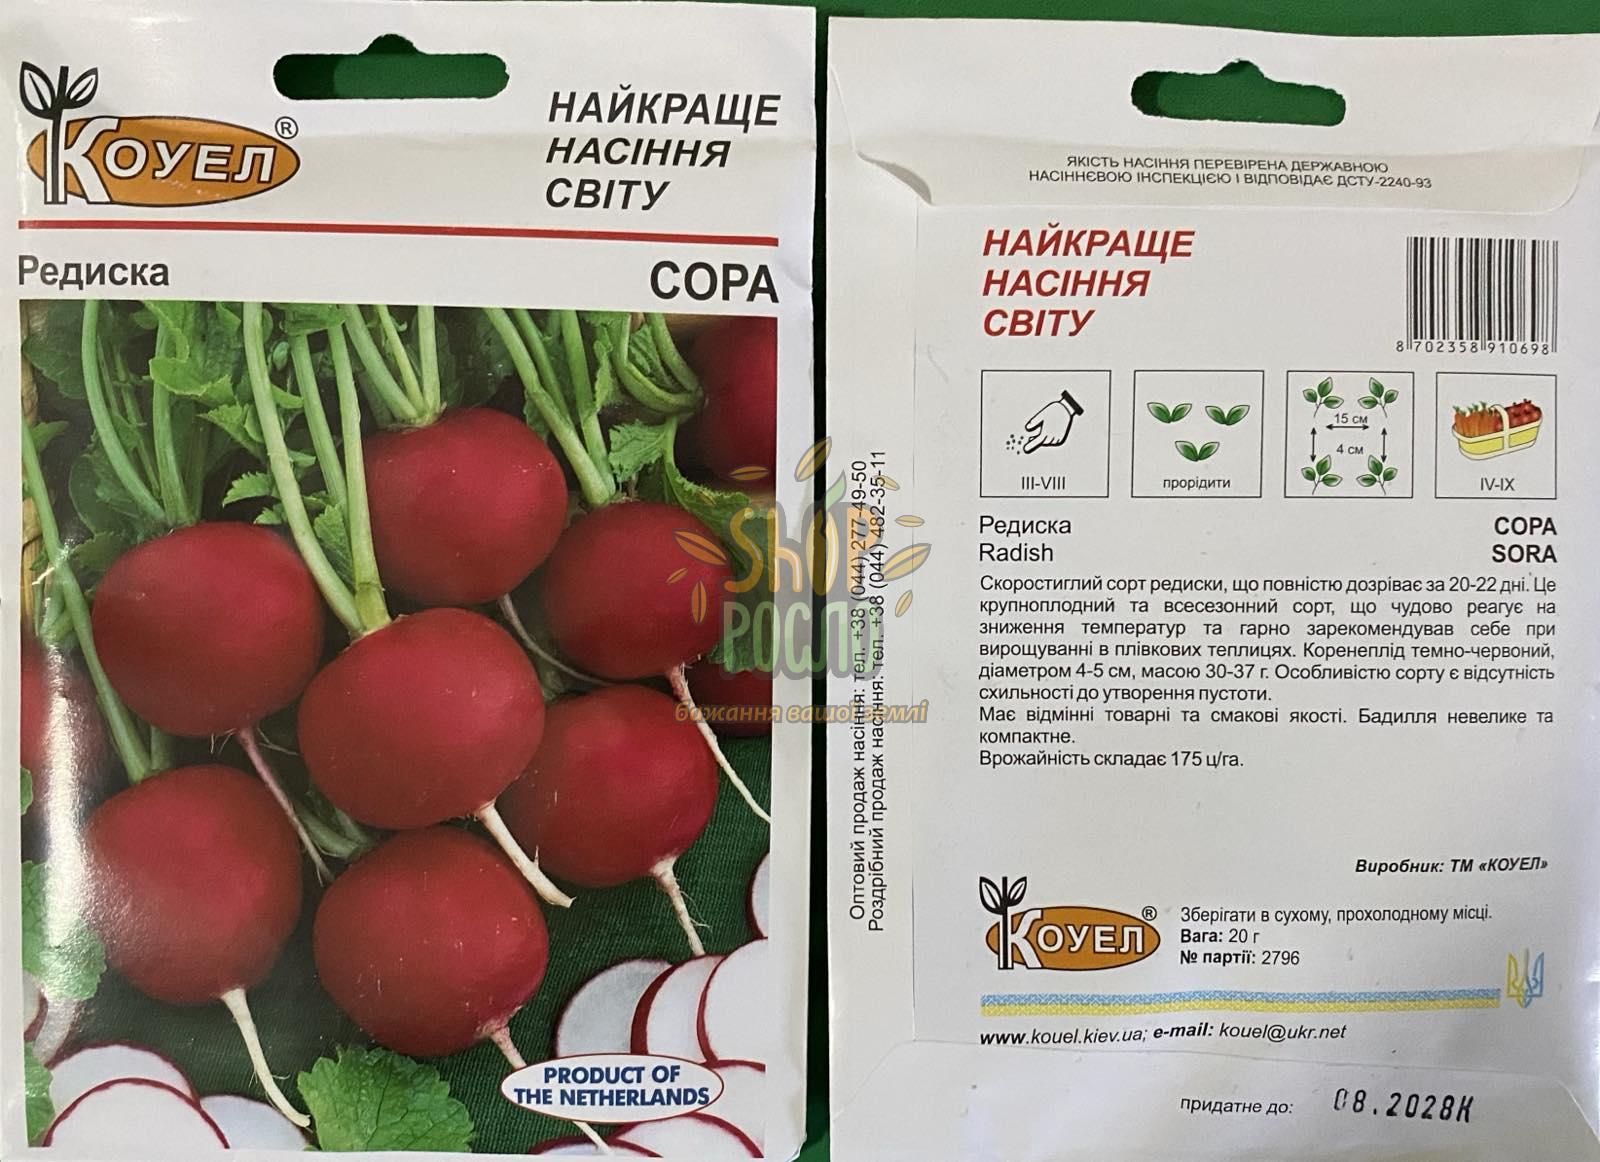 КОУЕЛ ®
НАЙКРАЩЕ
НАСІННЯ
СВІТУ
Редиска
СОРА
PRODUCT OF
THE NETHERLANDS
SHOP
РОСЛО
бажання вашої землі
ЯКІСТЬ НАСІННЯ ПЕРЕВІРЕНА ДЕРЖАВНОЮ
НАСІННЄВОЮ ІНСПЕКЦІЄЮ І ВІДПОВІДАЄ ДСТУ-2240-93
НАЙКРАЩЕ
НАСІННЯ
СВІТУ
8 702358 910698
III-VIII
прорідити
15 см
4 см
IV-IX
Редиска
СОРА
Radish
SORA
Скоростиглий сорт редиски, що повністю дозріває за 20-22 дні. Це
крупноплодний та всесезонний сорт, що чудово реагує на
зниження температур та гарно зарекомендував себе при
вирощуванні в плівкових теплицях. Коренеплід темно-червоний,
діаметром 4-5 см, масою 30-37 г. Особливістю сорту є відсутність
схильності до утворення пустоти.
Має відмінні товарні та смакові якості. Бадилля невелике та
компактне.
Врожайність складає 175 ц/га.
Оптовий продаж насіння: тел. +38 (044) 277-49-50
Роздрібний продаж насіння: тел. +38 (044) 482-35-11
Виробник: ТМ «КОУЕЛ»
КОУЕЛ ®
Зберігати в сухому, прохолодному місці.
Вага: 20 г
№ партії: 2796
www.kouel.kiev.ua; e-mail: kouel@ukr.net
придатне до: 08.2028К